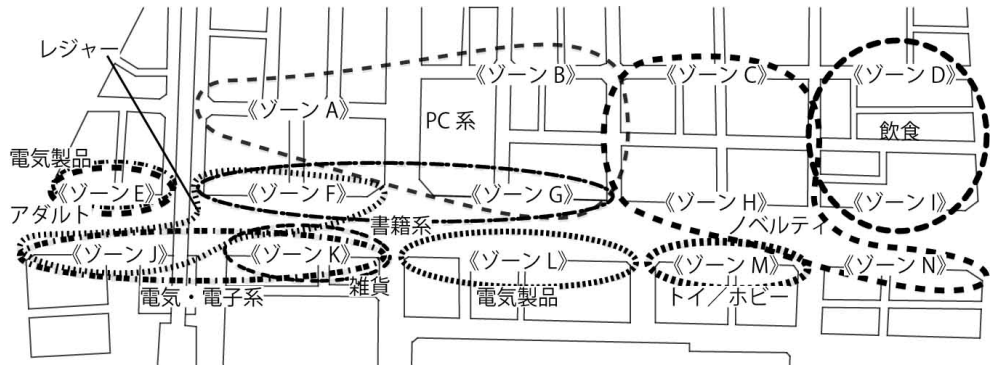 レジャー
《ゾーン B》
《ゾーン C》
《ゾーン D》
《ゾーン A》
PC 系
飲食
電気製品
《ゾーン E》
《ゾーン F》
《ゾーン G》
《ゾーン H》
《ゾーン I》
アダルト
書籍系
ノベルティ
《ゾーン J》
《ゾーン K》
《ゾーン L》
《ゾーン M》
《ゾーン N》
電気・電子系
雑貨
電気製品
トイ／ホビー